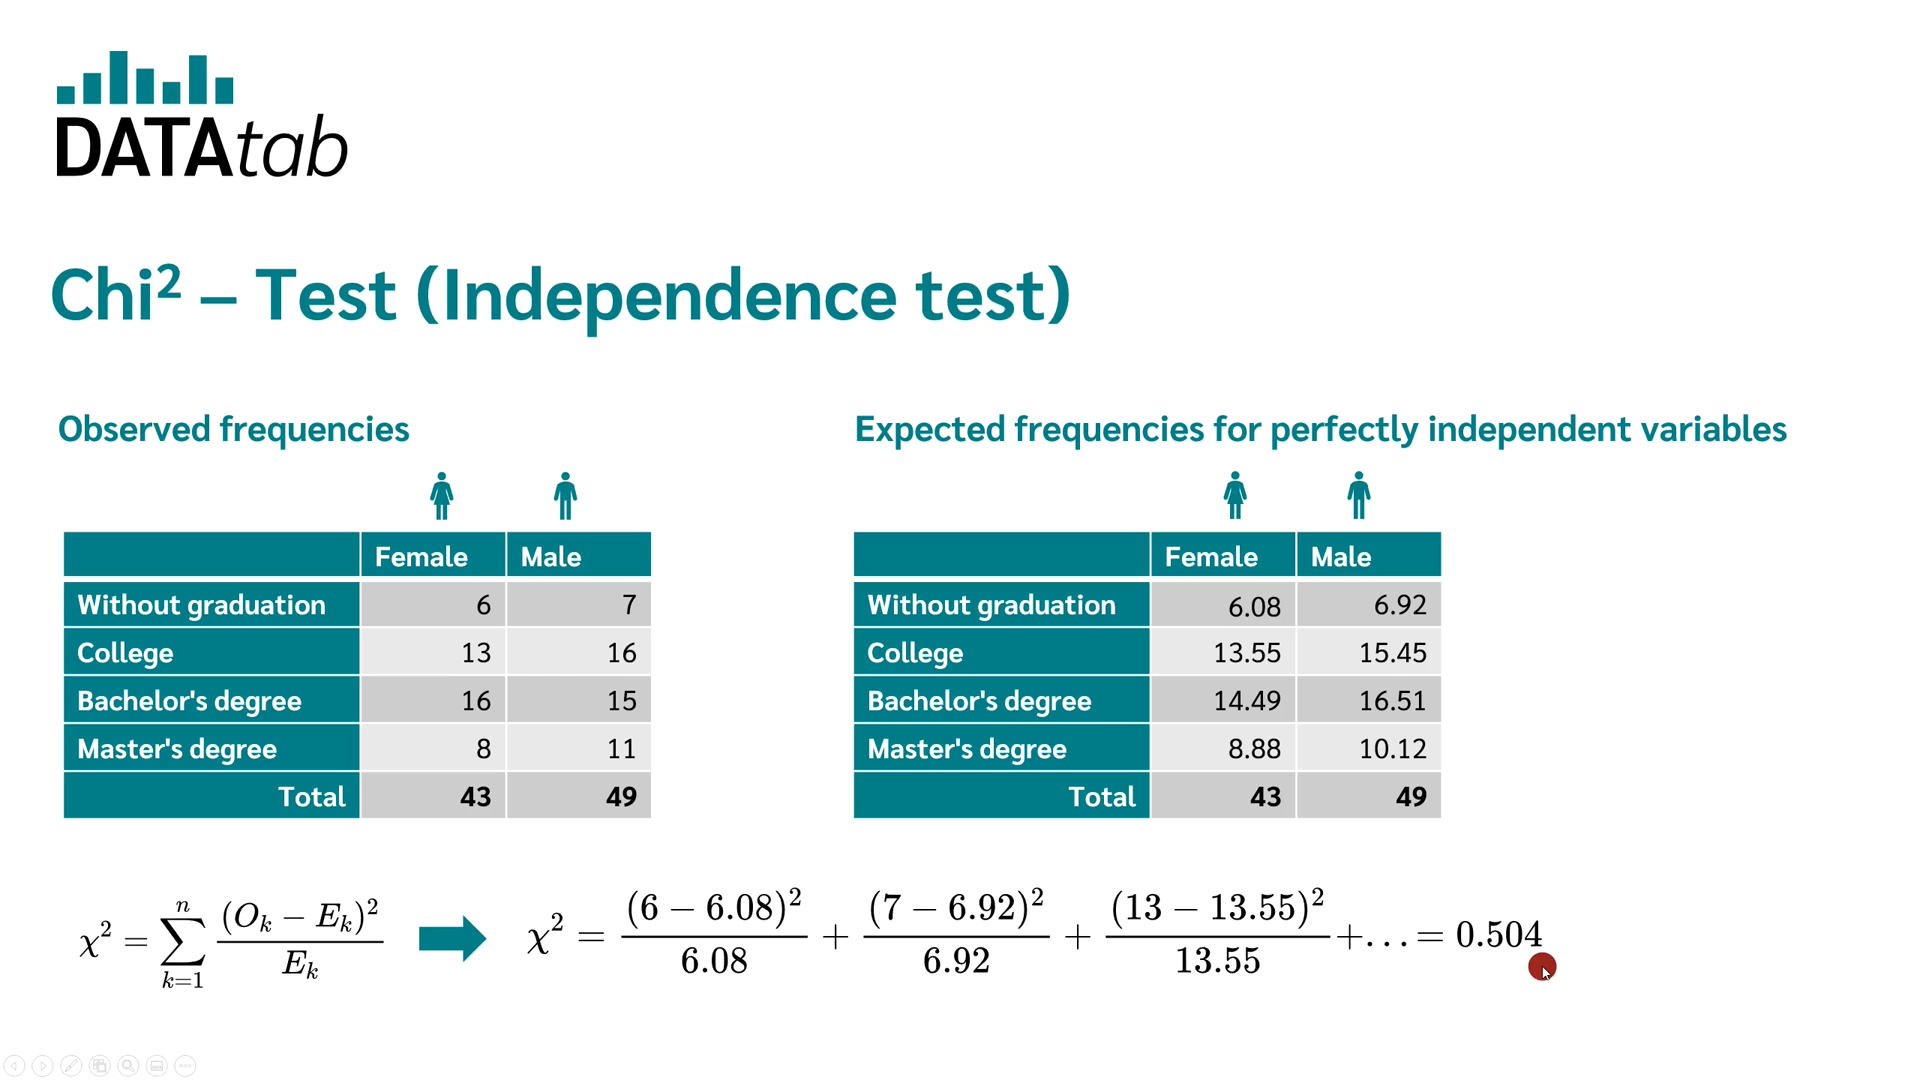 DATAtab
Chi² – Test (Independence test)
Observed frequencies
Female Male
Without graduation 6 7
College 13 16
Bachelor's degree 16 15
Master's degree 8 11
Total 43 49
Expected frequencies for perfectly independent variables
Female Male
Without graduation 6.08 6.92
College 13.55 15.45
Bachelor's degree 14.49 16.51
Master's degree 8.88 10.12
Total 43 49
χ² = ∑_{k=1}^{n} (O_k − E_k)² / E_k
χ² = (6 − 6.08)² / 6.08 + (7 − 6.92)² / 6.92 + (13 − 13.55)² / 13.55 + . . . = 0.504